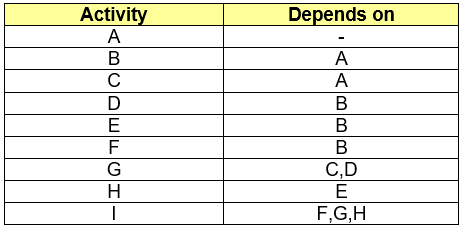 Activity Depends on
A -
B A
C A
D B
E B
F B
G C,D
H E
I F,G,H